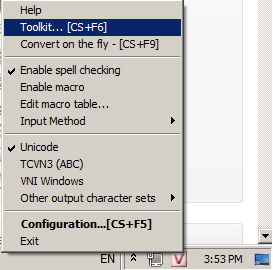 Help
Toolkit... [CS+F6]
Convert on the fly - [CS+F9]
Enable spell checking
Enable macro
Edit macro table...
Input Method
Unicode
TCVN3 (ABC)
VNI Windows
Other output character sets
Configuration...[CS+F5]
Exit
EN
V
3:53 PM